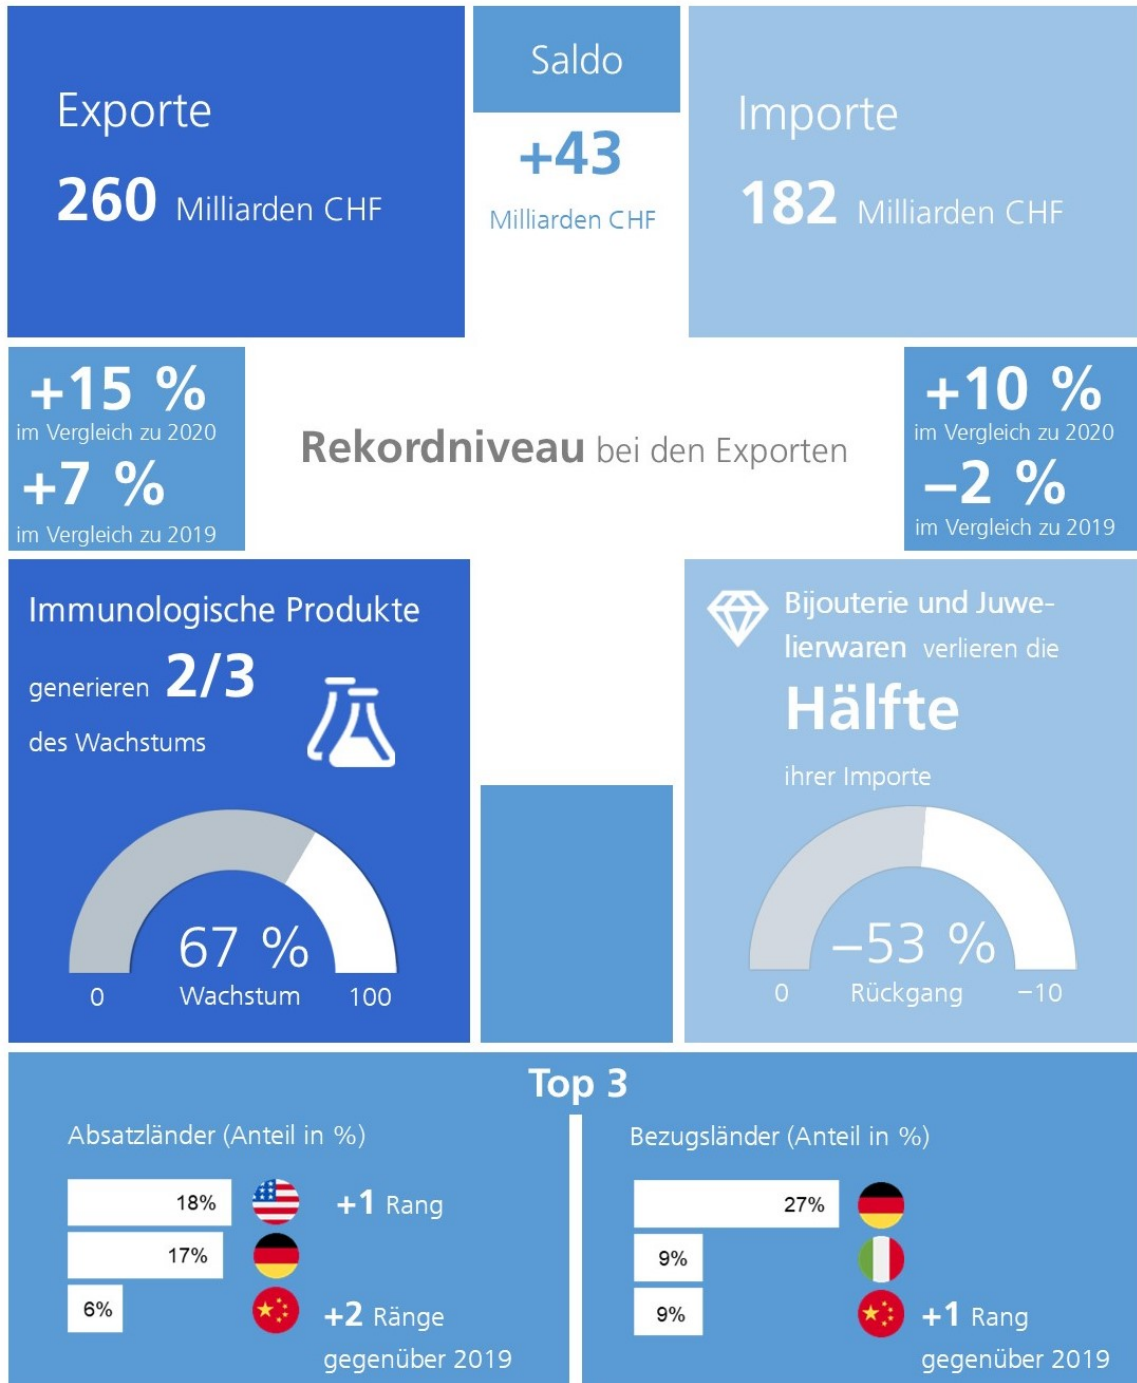 Exporte
260 Milliarden CHF
Saldo
+43
Milliarden CHF
Importe
182 Milliarden CHF
+15 %
im Vergleich zu 2020
+7 %
im Vergleich zu 2019
Rekordniveau bei den Exporten
+10 %
im Vergleich zu 2020
−2 %
im Vergleich zu 2019
Immunologische Produkte
generieren 2/3
des Wachstums
67 %
0 Wachstum 100
Bijouterie und Juwe-
lierwaren verlieren die
Hälfte
ihrer Importe
−53 %
0 Rückgang −10
Top 3
Absatzländer (Anteil in %)
18% +1 Rang
17%
6% +2 Ränge
gegenüber 2019
Bezugsländer (Anteil in %)
27%
9%
9% +1 Rang
gegenüber 2019